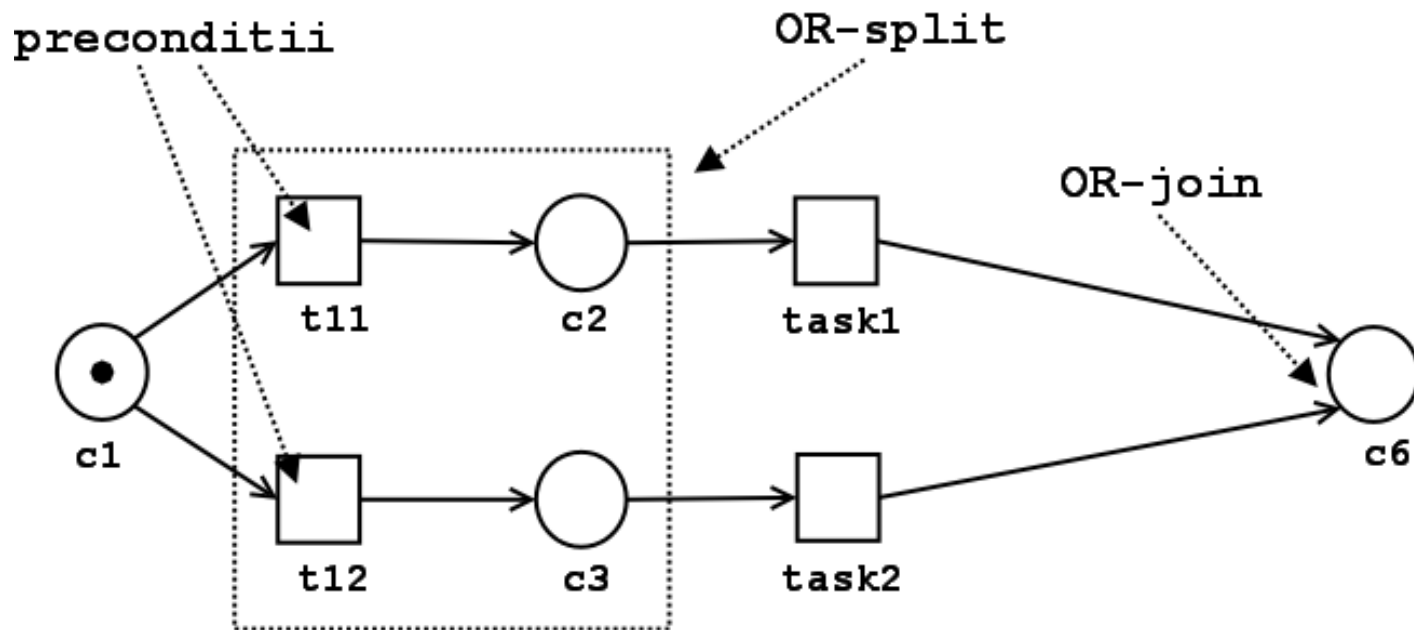 preconditii
OR-split
OR-join
t11
c2
task1
c1
c6
t12
c3
task2